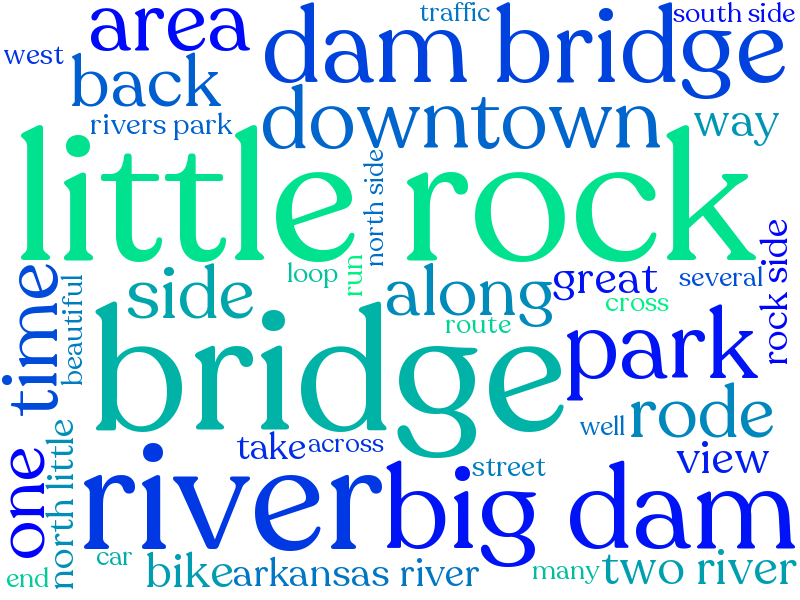 traffic
south side
area
west
dam bridge
back
downtown
rivers park
way
little rock
north side
loop
run
side
along
great
several
rock side
time
beautiful
cross
route
bridge
park
rode
well
one
north little
take
across
view
street
river
big dam
end
car
bike
arkansas river
many
two river